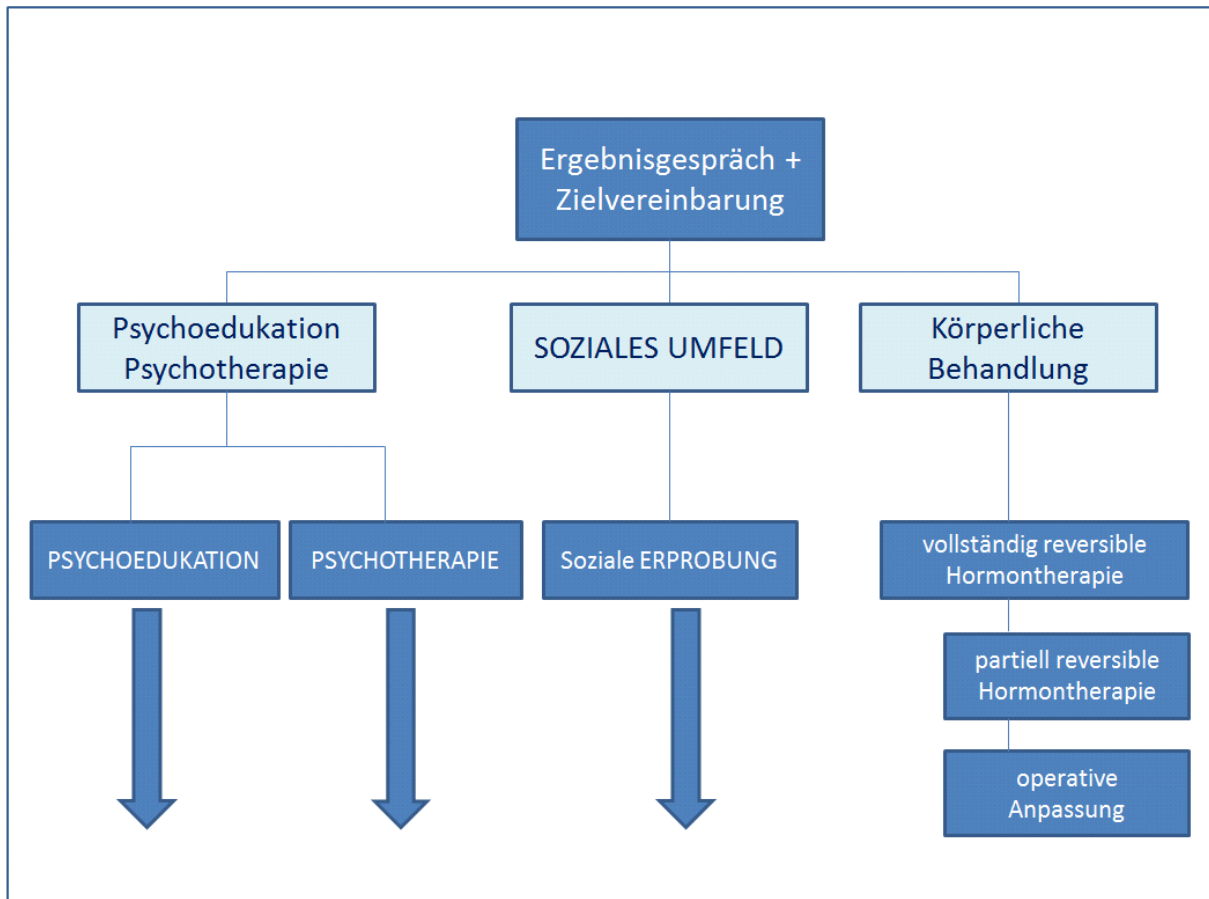 Ergebnisgespräch +
Zielvereinbarung
Psychoedukation
Psychotherapie
SOZIALES UMFELD
Körperliche
Behandlung
PSYCHOEDUKATION
PSYCHOTHERAPIE
Soziale ERPROBUNG
vollständig reversible
Hormontherapie
partiell reversible
Hormontherapie
operative
Anpassung